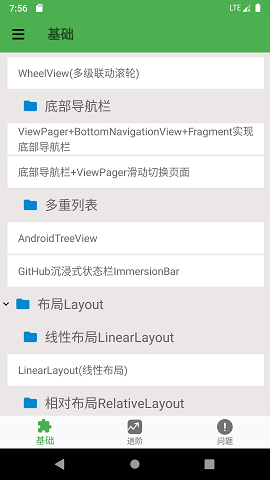 7:56
LTE
基础
WheelView(多级联动滚轮)
底部导航栏
ViewPager+BottomNavigationView+Fragment实现
底部导航栏
底部导航栏+ViewPager滑动切换页面
多重列表
AndroidTreeView
GitHub沉浸式状态栏ImmersionBar
布局Layout
线性布局LinearLayout
LinearLayout(线性布局)
相对布局RelativeLayout
基础
进阶
问题